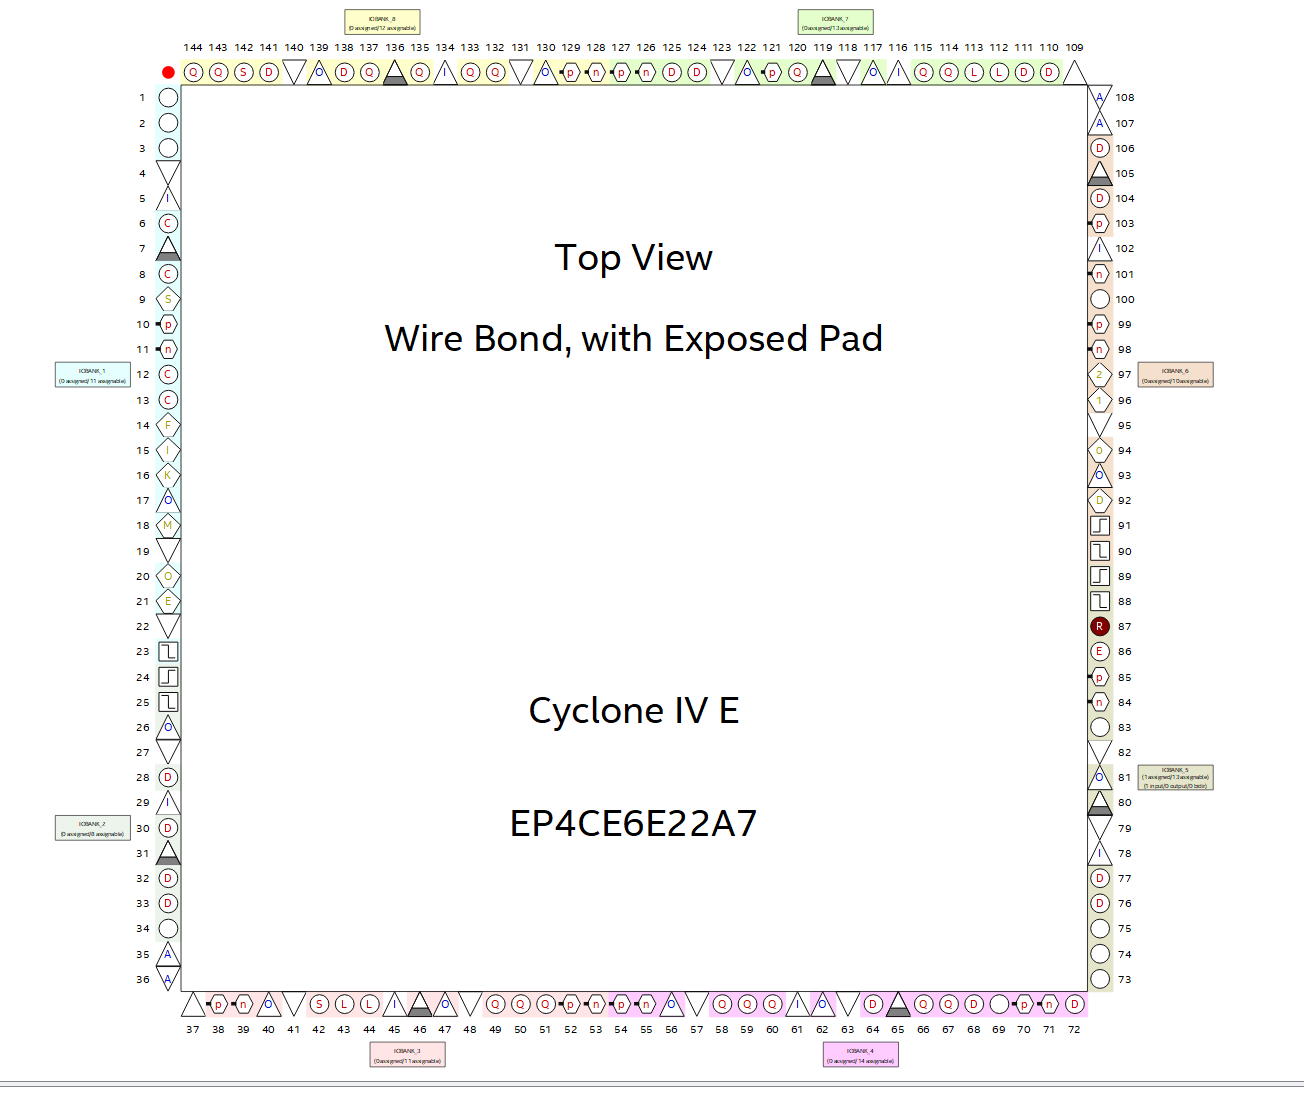 IOBANK_8
(0 assigned/12 assignable)
IOBANK_7
(0 assigned/13 assignable)
144 143 142 141 140 139 138 137 136 135 134 133 132 131 130 129 128 127 126 125 124 123 122 121 120 119 118 117 116 115 114 113 112 111 110 109
Q Q S D O D Q Q I Q Q O p n p n D D O p Q O I Q Q L L D D
1 A 108
2 A 107
3 D 106
4 105
5 I D 104
6 C p 103
7 I 102
8 C n 101
9 S 100
10 p p 99
11 n n 98
IOBANK_1
(0 assigned/11 assignable)
12 C 2 97
IOBANK_6
(0 assigned/10 assignable)
13 C 1 96
14 F 95
15 I 0 94
16 K O 93
17 O D 92
18 M 91
19 90
20 O 89
21 E 88
22 R 87
23 E 86
24 p 85
25 n 84
26 O 83
27 82
28 D O 81
IOBANK_5
(1 assigned/13 assignable)
(1 input/0 output/0 bidir)
29 I 80
IOBANK_2
(0 assigned/8 assignable)
30 D 79
31 I 78
32 D D 77
33 D D 76
34 75
35 A 74
36 A 73
Top View
Wire Bond, with Exposed Pad
Cyclone IV E
EP4CE6E22A7
p n O S L L I O Q Q Q p n p n O Q Q Q I O D Q Q D p n D
37 38 39 40 41 42 43 44 45 46 47 48 49 50 51 52 53 54 55 56 57 58 59 60 61 62 63 64 65 66 67 68 69 70 71 72
IOBANK_3
(0 assigned/11 assignable)
IOBANK_4
(0 assigned/14 assignable)